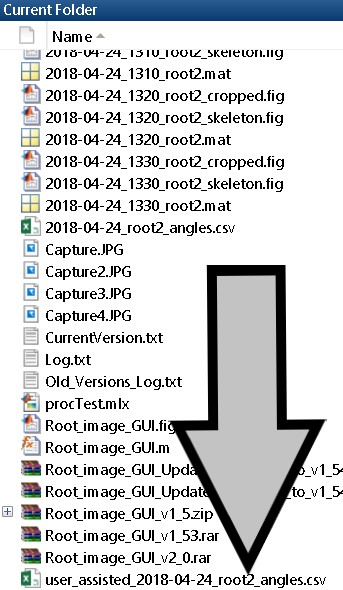 Current Folder
Name
2018-04-24_1310_root2_skeleton.fig
2018-04-24_1310_root2.mat
2018-04-24_1320_root2_cropped.fig
2018-04-24_1320_root2_skeleton.fig
2018-04-24_1320_root2.mat
2018-04-24_1330_root2_cropped.fig
2018-04-24_1330_root2_skeleton.fig
2018-04-24_1330_root2.mat
2018-04-24_root2_angles.csv
Capture.JPG
Capture2.JPG
Capture3.JPG
Capture4.JPG
CurrentVersion.txt
Log.txt
Old_Versions_Log.txt
procTest.mlx
Root_image_GUI.fig
Root_image_GUI.m
Root_image_GUI_Upda to_v1_54
Root_image_GUI_Update _to_v1_54
Root_image_GUI_v1_5.zip
Root_image_GUI_v1_53.rar
Root_image_GUI_v2_0.rar
user_assisted_2018-04-24_root2_angles.csv